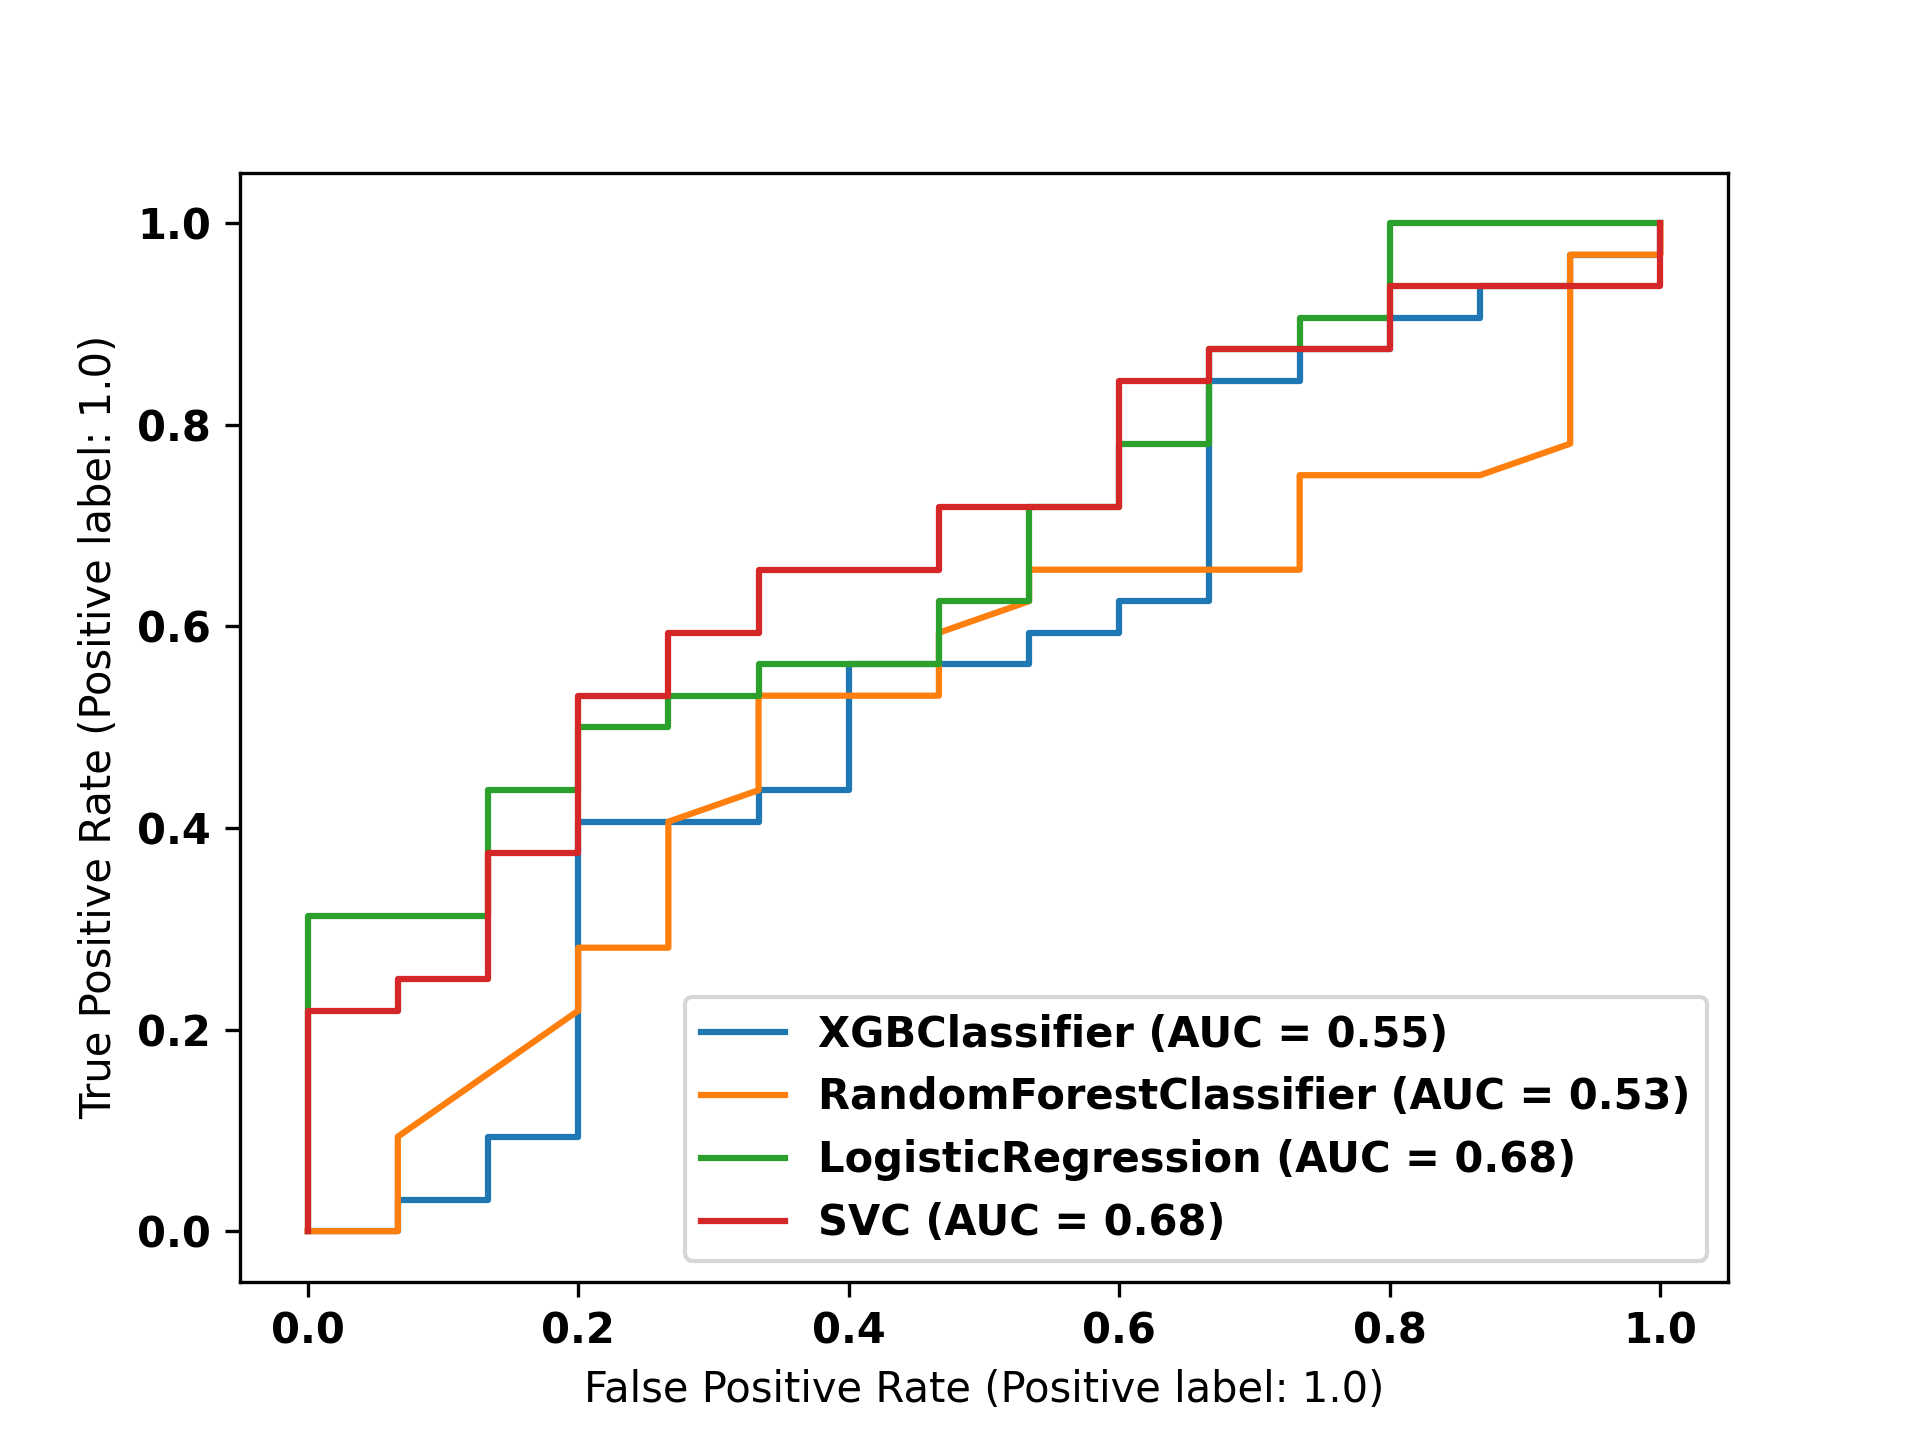 1.0
0.8
0.6
0.4
0.2
0.0
True Positive Rate (Positive label: 1.0)
XGBClassifier (AUC = 0.55)
RandomForestClassifier (AUC = 0.53)
LogisticRegression (AUC = 0.68)
SVC (AUC = 0.68)
0.0 0.2 0.4 0.6 0.8 1.0
False Positive Rate (Positive label: 1.0)